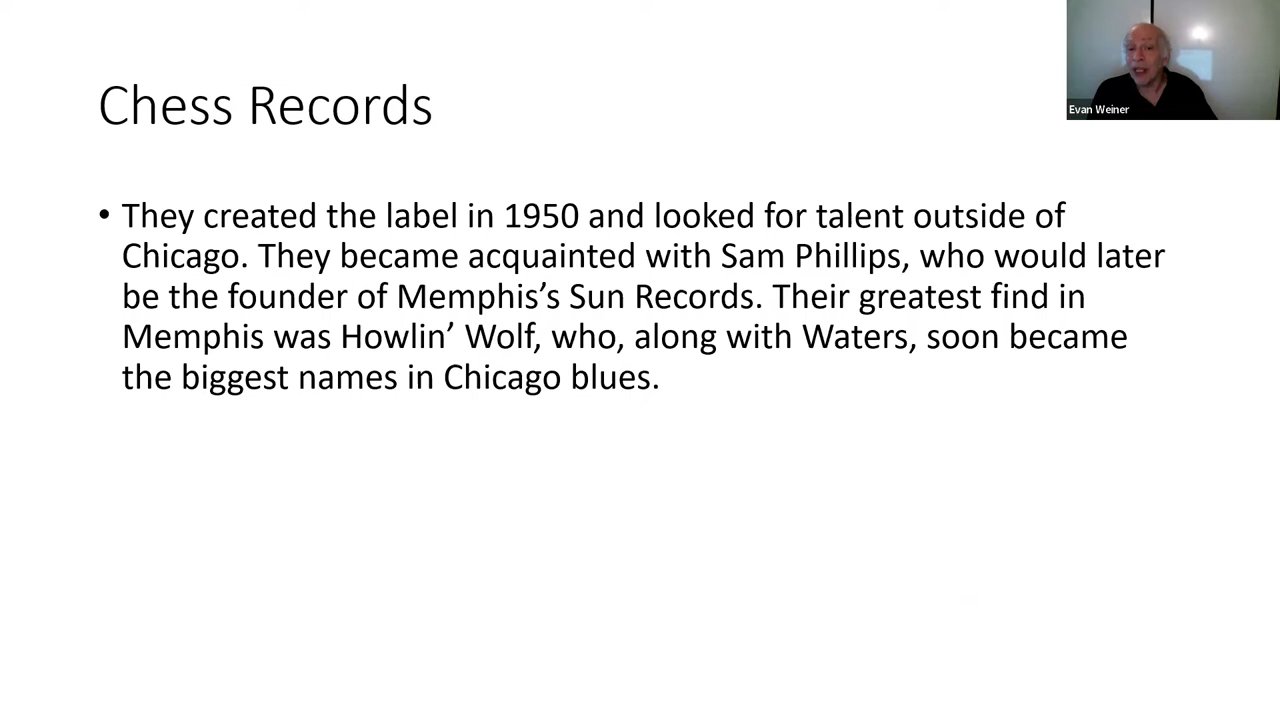 Chess Records
Evan Weiner
• They created the label in 1950 and looked for talent outside of
Chicago. They became acquainted with Sam Phillips, who would later
be the founder of Memphis’s Sun Records. Their greatest find in
Memphis was Howlin’ Wolf, who, along with Waters, soon became
the biggest names in Chicago blues.